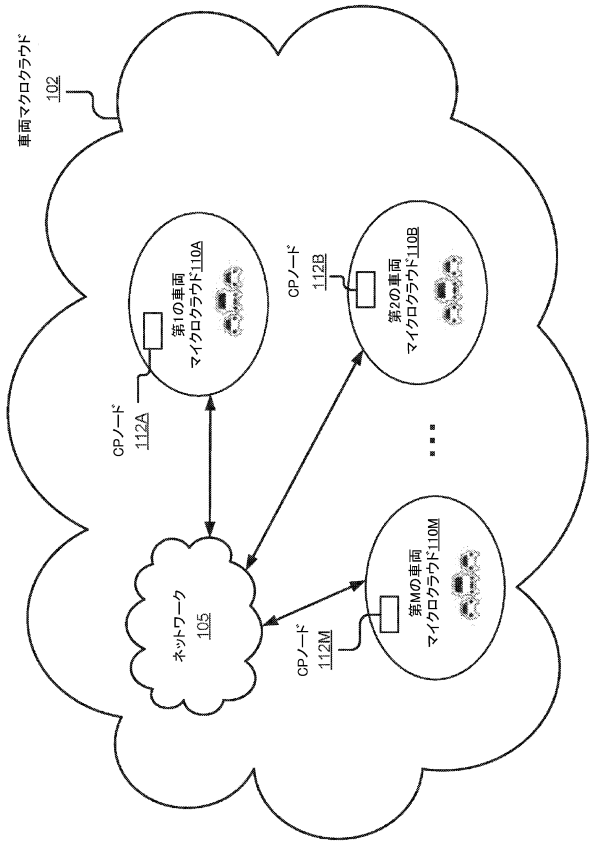 車両マクロクラウド
102
CPノード
112A
第1の車両
マイクロクラウド110A
CPノード
112B
第2の車両
マイクロクラウド110B
ネットワーク
105
CPノード
112M
第Mの車両
マイクロクラウド110M